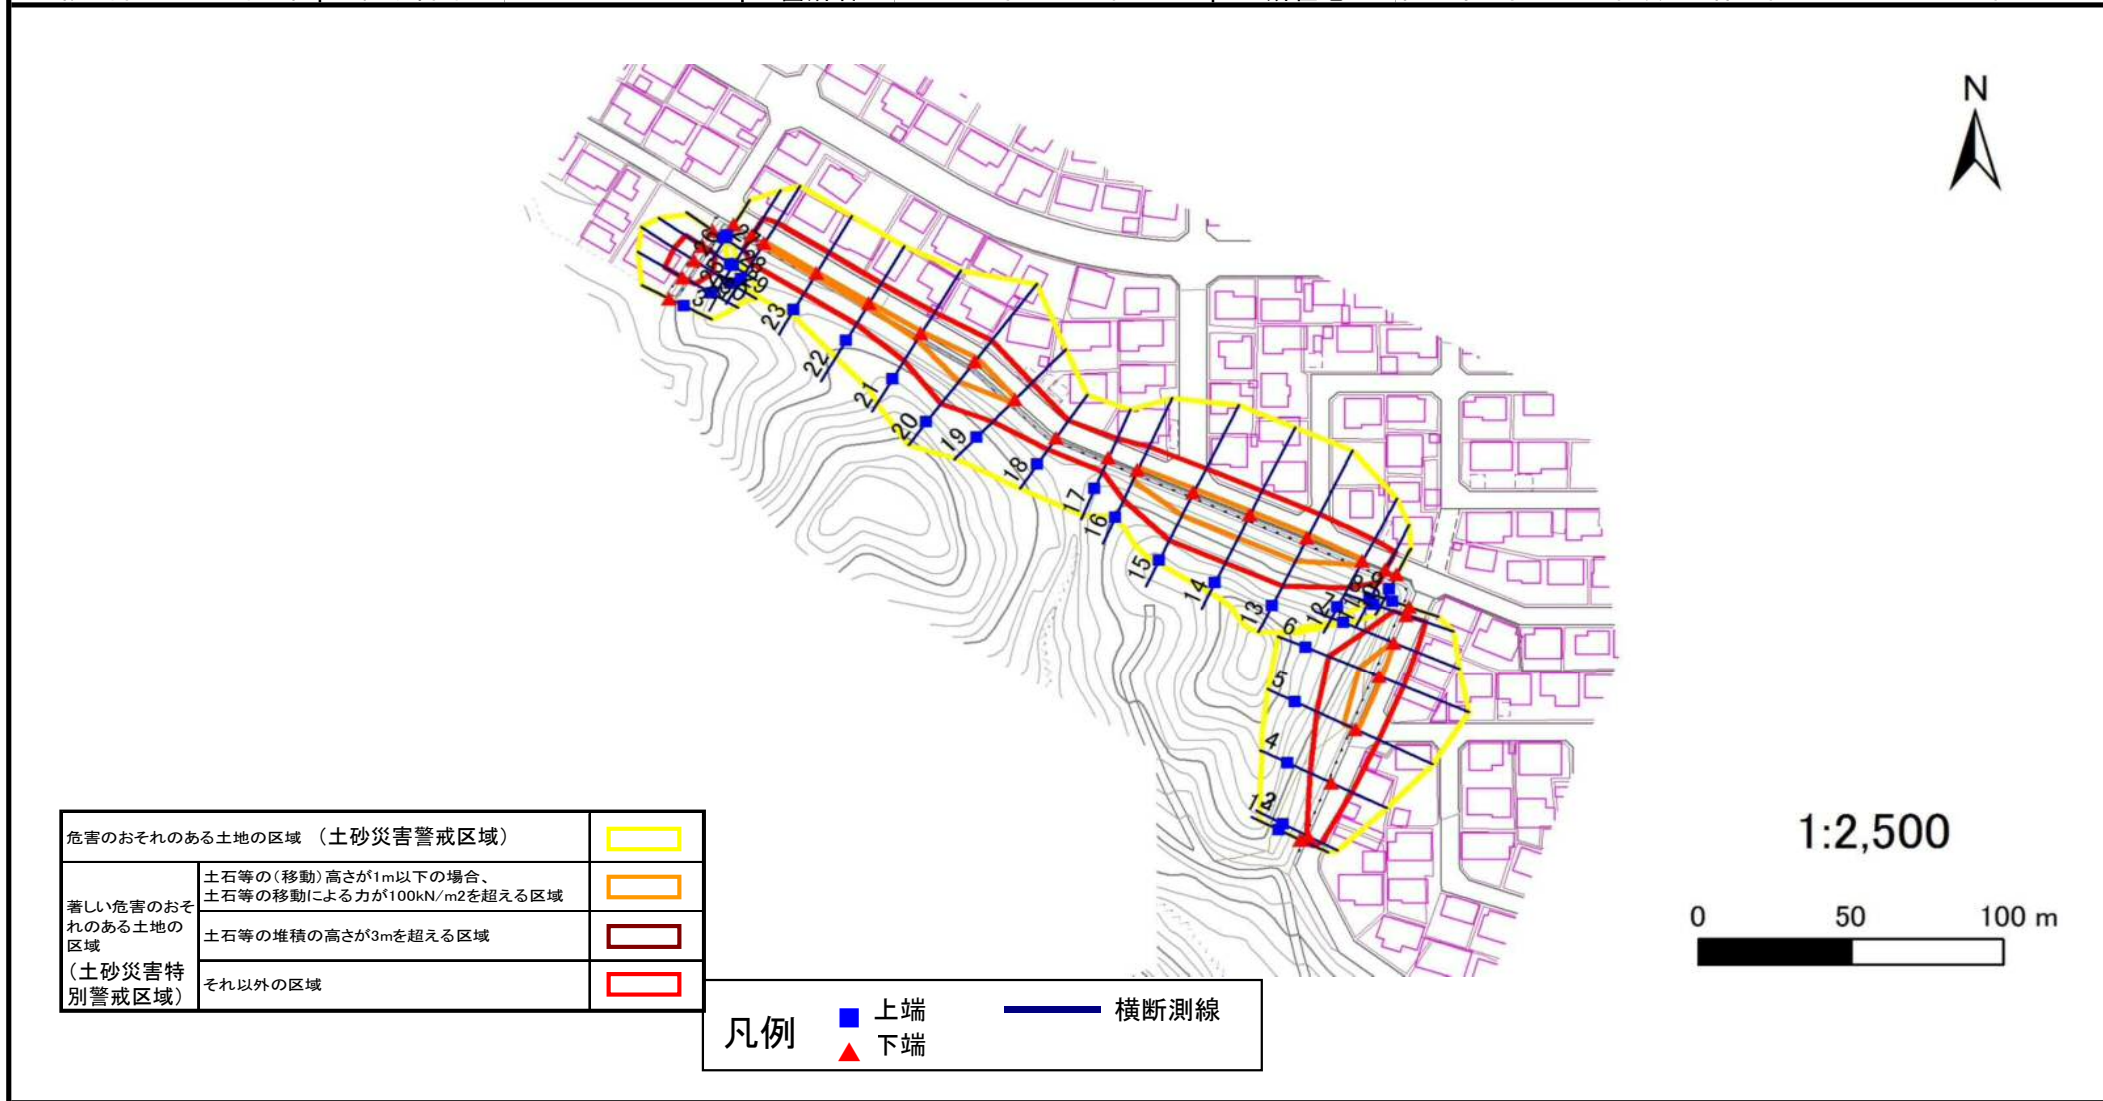 N
23
22
21
20
19
18
17
16
15
14
13
6
5
4
危害のおそれのある土地の区域 (土砂災害警戒区域)
著しい危害のおそ
れのある土地の
区域
(土砂災害特
別警戒区域)
土石等の(移動)高さが1m以下の場合、
土石等の移動による力が100kN/m2を超える区域
土石等の堆積の高さが3mを超える区域
それ以外の区域
凡例
上端
下端
横断測線
1:2,500
0 50 100 m